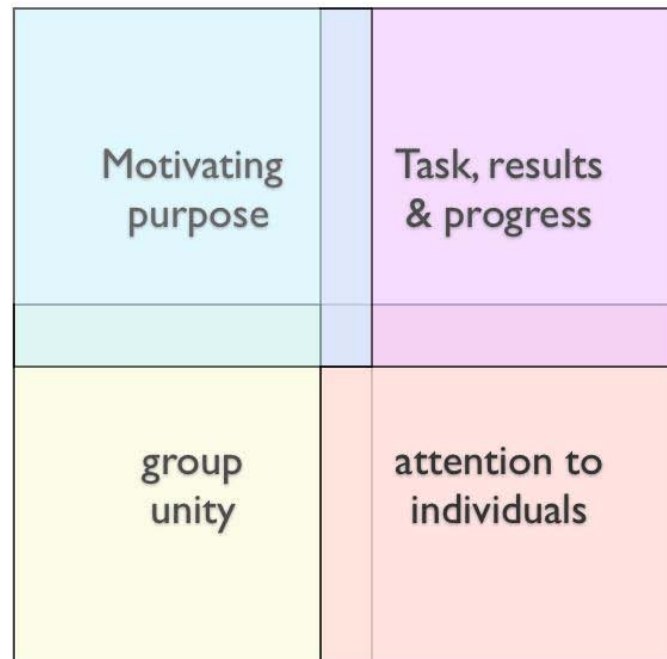 Motivating
purpose
Task, results
& progress
group
unity
attention to
individuals